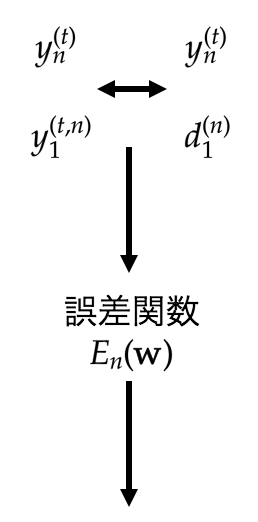 y_n^{(t)} y_n^{(t)}
y_1^{(t,n)} d_1^{(n)}
誤差関数
E_n(𝐰)